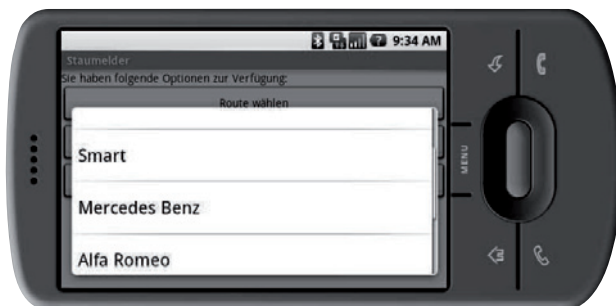 9:34 AM
Staumelder
Sie haben folgende Optionen zur Verfügung:
Route wählen
Smart
Mercedes Benz
Alfa Romeo
MENU